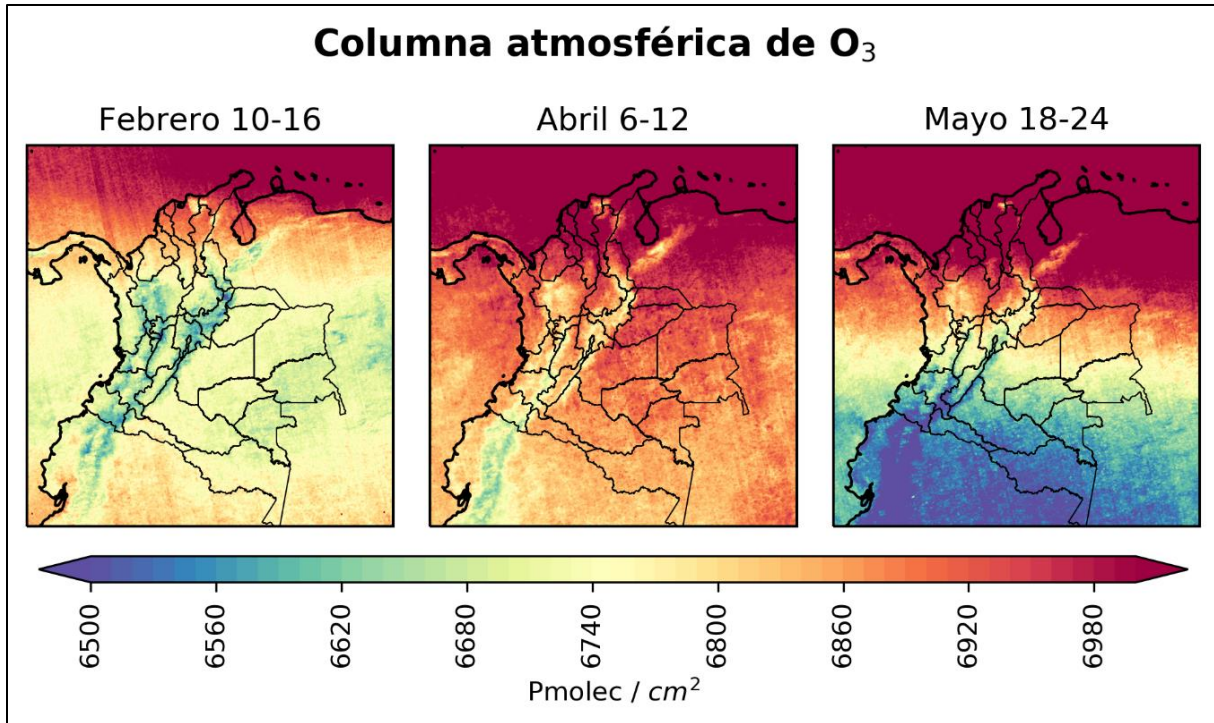 Columna atmosférica de O₃
Febrero 10-16
Abril 6-12
Mayo 18-24
6500
6560
6620
6680
6740
6800
6860
6920
6980
Pmolec / cm²